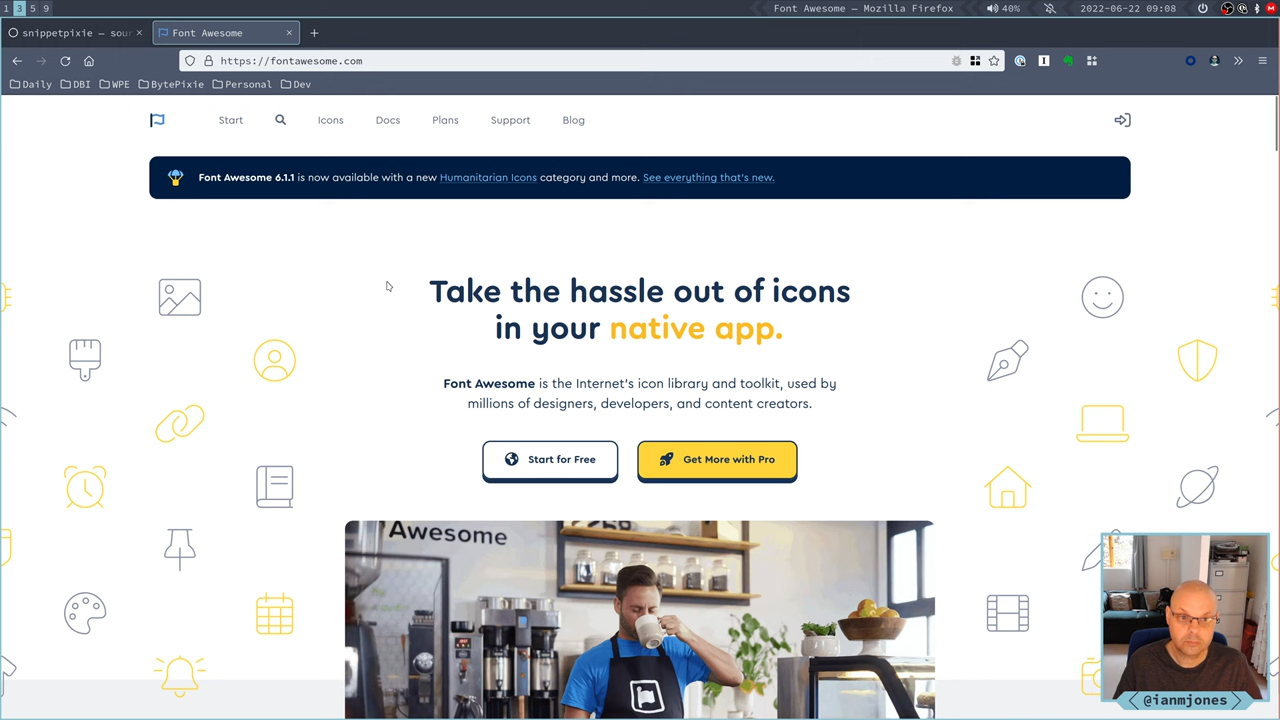 1 3 5 9
Font Awesome — Mozilla Firefox
40%
2022-06-22 09:08
snippetpixie — sour
Font Awesome
https://fontawesome.com
Daily DBI WPE BytePixie Personal Dev
Start Icons Docs Plans Support Blog
Font Awesome 6.1.1 is now available with a new Humanitarian Icons category and more. See everything that's new.
Take the hassle out of icons
in your native app.
Font Awesome is the Internet's icon library and toolkit, used by
millions of designers, developers, and content creators.
Start for Free
Get More with Pro
Awesome
@ianmjones